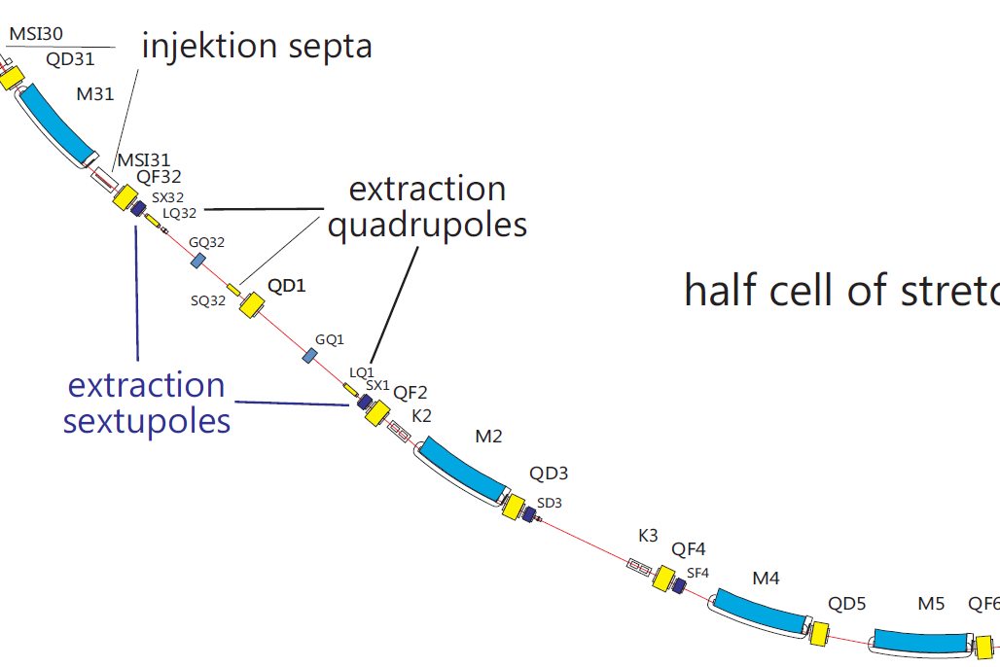 MSI30
injektion septa
QD31
M31
MSI31
QF32
SX32
LQ32
extraction
quadrupoles
GQ32
QD1
SQ32
half cell of stretc
GQ1
LQ1
SX1
QF2
extraction
sextupoles
K2
M2
QD3
SD3
K3
QF4
SF4
M4
QD5
M5
QF6